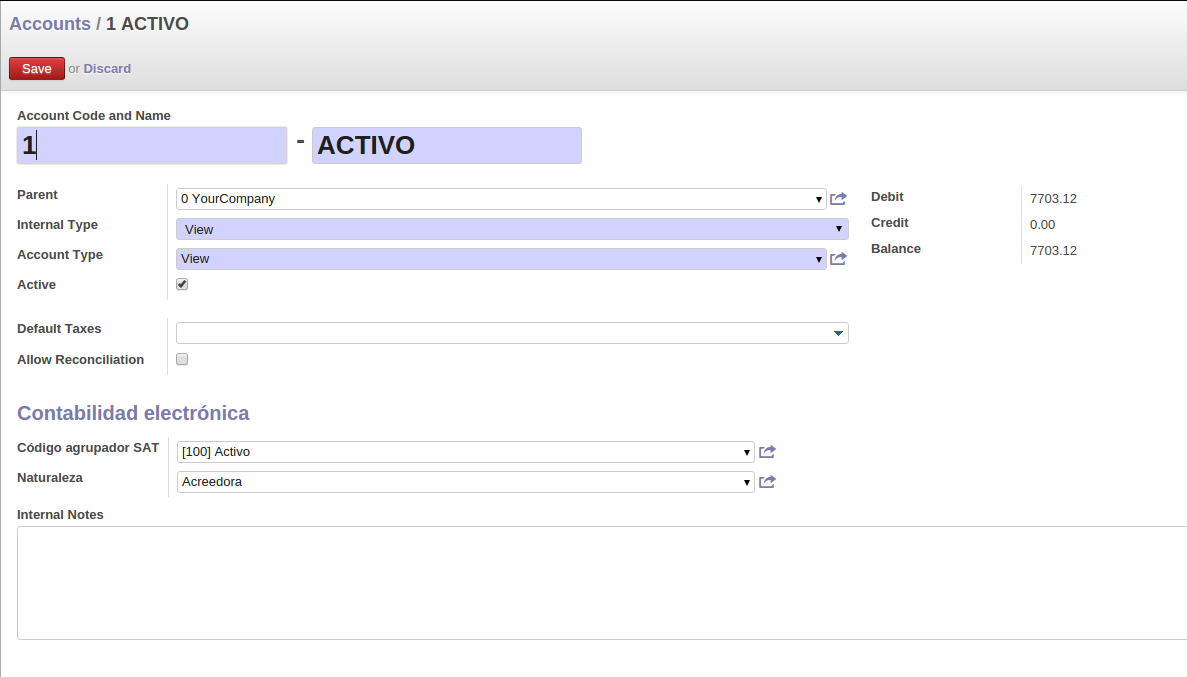 Accounts / 1 ACTIVO
Save or Discard
Account Code and Name
1 - ACTIVO
Parent 0 YourCompany
Internal Type View
Account Type View
Active
Debit 7703.12
Credit 0.00
Balance 7703.12
Default Taxes
Allow Reconciliation
Contabilidad electrónica
Código agrupador SAT [100] Activo
Naturaleza Acreedora
Internal Notes